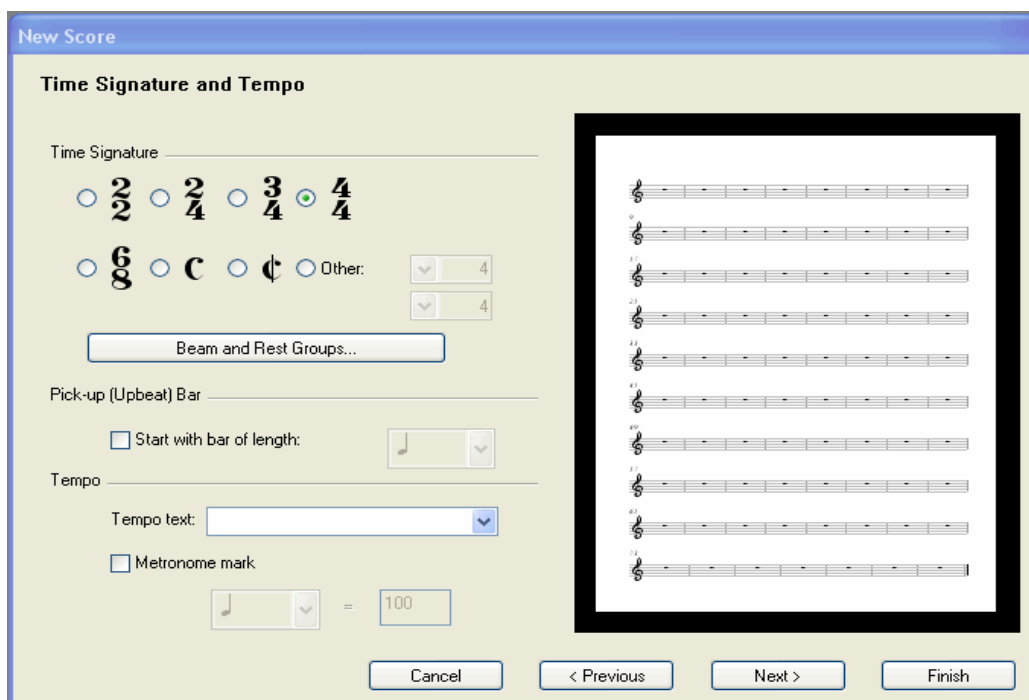 New Score
Time Signature and Tempo
Time Signature
2/2 2/4 3/4 4/4
6/8 C ¢ Other: 4
4
Beam and Rest Groups...
Pick-up (Upbeat) Bar
Start with bar of length:
Tempo
Tempo text:
Metronome mark
= 100
Cancel < Previous Next > Finish